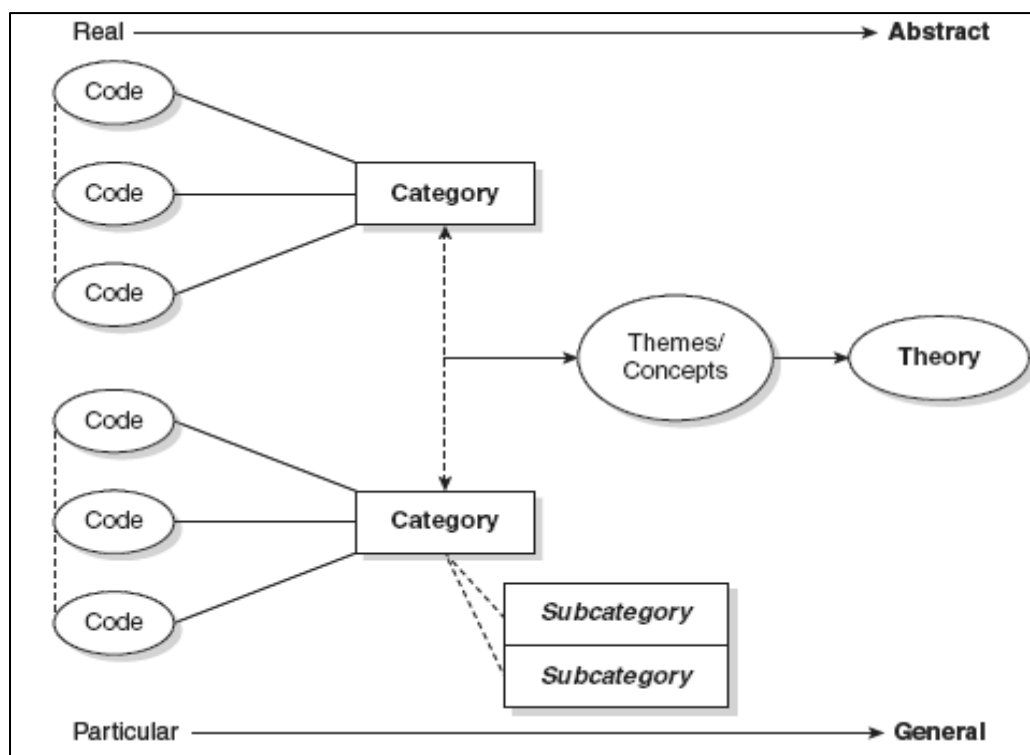 Real
Abstract
Code
Code
Category
Code
Themes/
Concepts
Theory
Code
Code
Category
Code
Subcategory
Subcategory
Particular
General